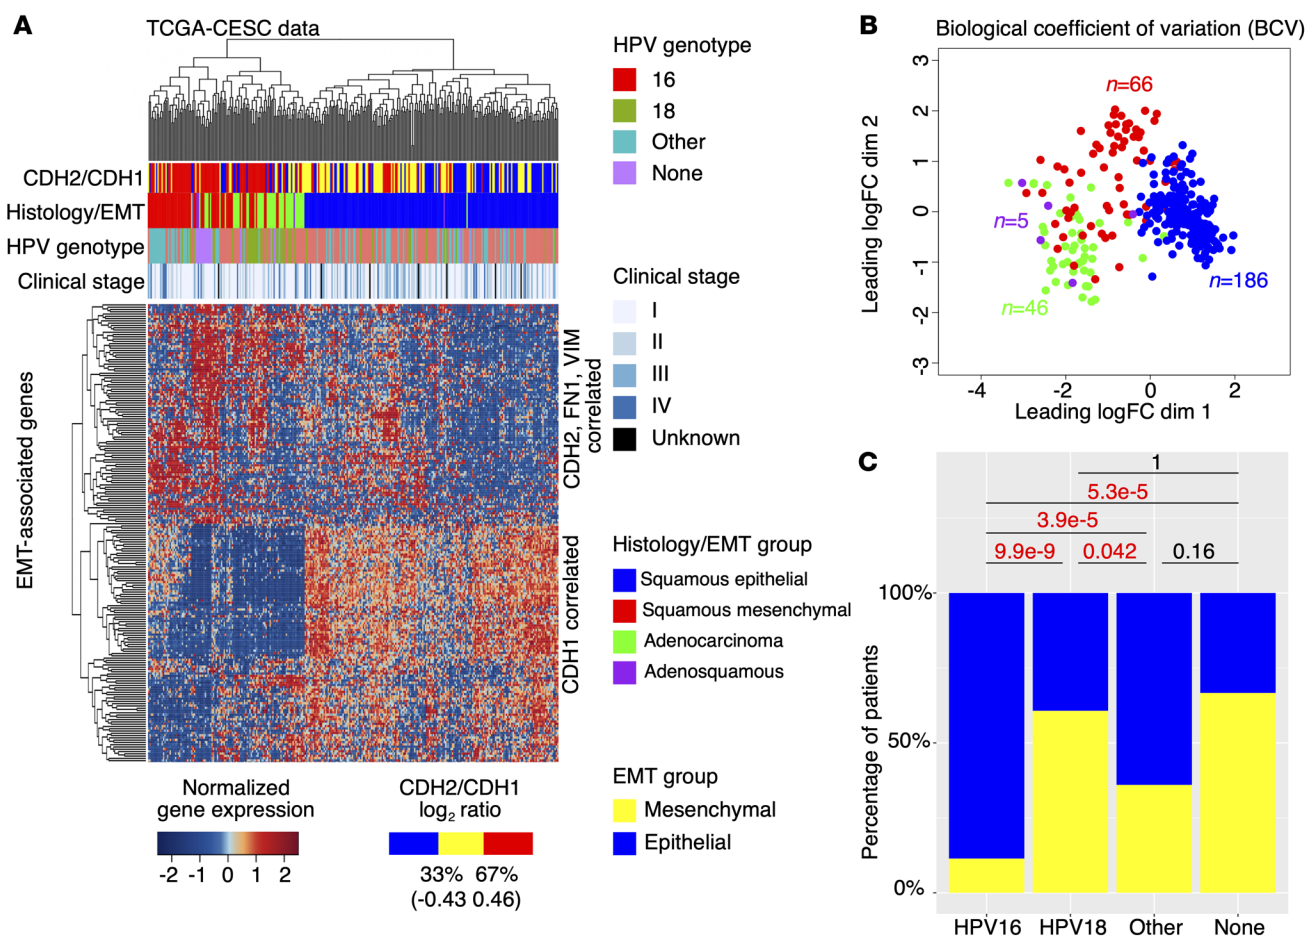 A
TCGA-CESC data
CDH2/CDH1
Histology/EMT
HPV genotype
Clinical stage
EMT-associated genes
CDH2, FN1, VIM
correlated
CDH1 correlated
Normalized
gene expression
-2 -1 0 1 2
CDH2/CDH1
log2 ratio
33% 67%
(-0.43 0.46)
HPV genotype
16
18
Other
None
Clinical stage
I
II
III
IV
Unknown
Histology/EMT group
Squamous epithelial
Squamous mesenchymal
Adenocarcinoma
Adenosquamous
EMT group
Mesenchymal
Epithelial
B
Biological coefficient of variation (BCV)
Leading logFC dim 2
3
2
1
0
-1
-2
-3
n=66
n=5
n=186
n=46
-4 -2 0 2
Leading logFC dim 1
C
1
5.3e-5
3.9e-5
9.9e-9 0.042 0.16
Percentage of patients
100%
50%
0%
HPV16 HPV18 Other None